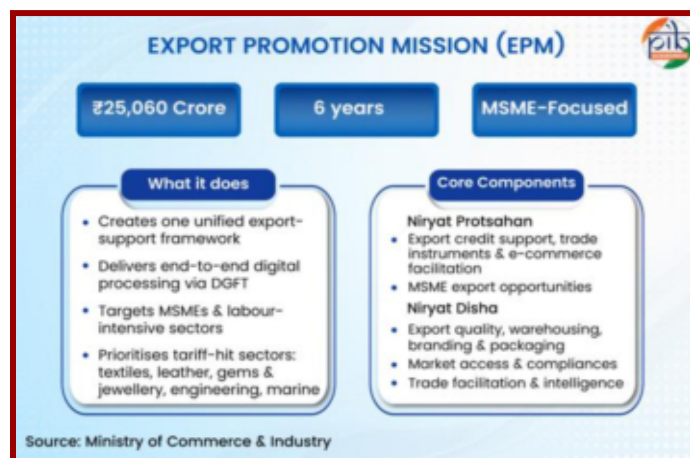 EXPORT PROMOTION MISSION (EPM)
pib
₹25,060 Crore
6 years
MSME-Focused
What it does
• Creates one unified export-
support framework
• Delivers end-to-end digital
processing via DGFT
• Targets MSMEs & labour-
intensive sectors
• Prioritises tariff-hit sectors:
textiles, leather, gems &
jewellery, engineering, marine
Core Components
Niryat Protsahan
• Export credit support, trade
instruments & e-commerce
facilitation
• MSME export opportunities
Niryat Disha
• Export quality, warehousing,
branding & packaging
• Market access & compliances
• Trade facilitation & intelligence
Source: Ministry of Commerce & Industry